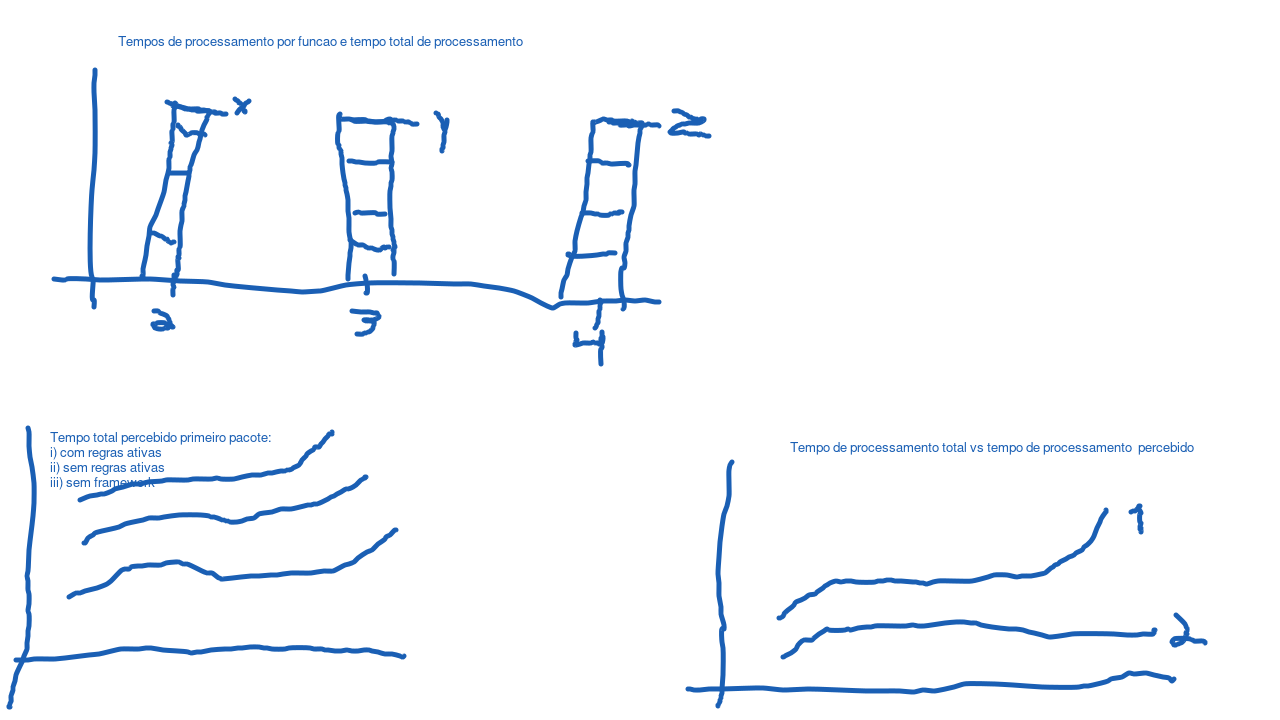 Tempos de processamento por funcao e tempo total de processamento
x
y
z
2
3
4
Tempo total percebido primeiro pacote:
i) com regras ativas
ii) sem regras ativas
iii) sem framework
Tempo de processamento total vs tempo de processamento percebido
1
2